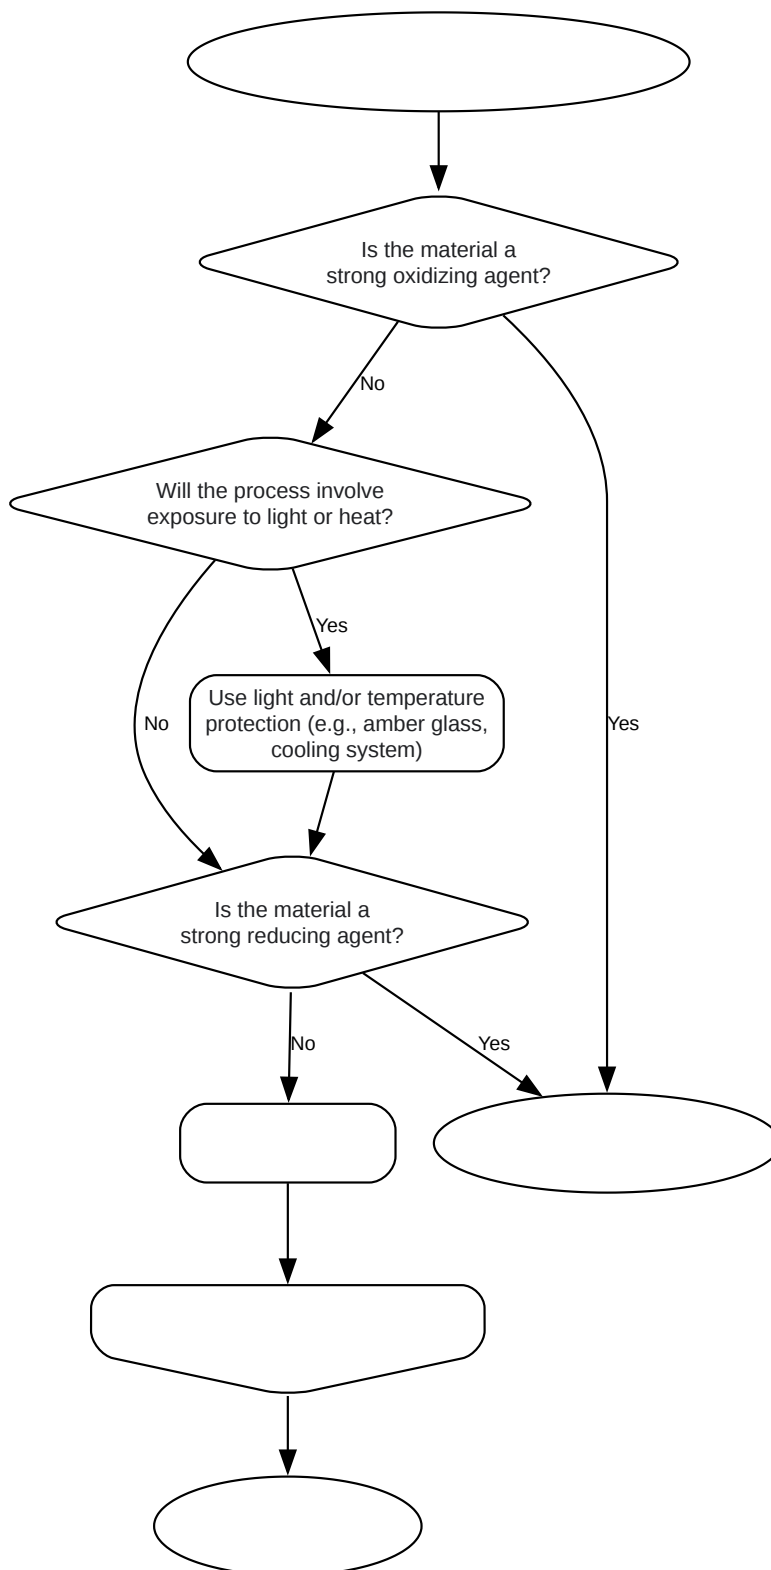 Is the material a
strong oxidizing agent?
No
Will the process involve
exposure to light or heat?
Yes
Use light and/or temperature
protection (e.g., amber glass,
cooling system)
No
Yes
Is the material a
strong reducing agent?
No
Yes